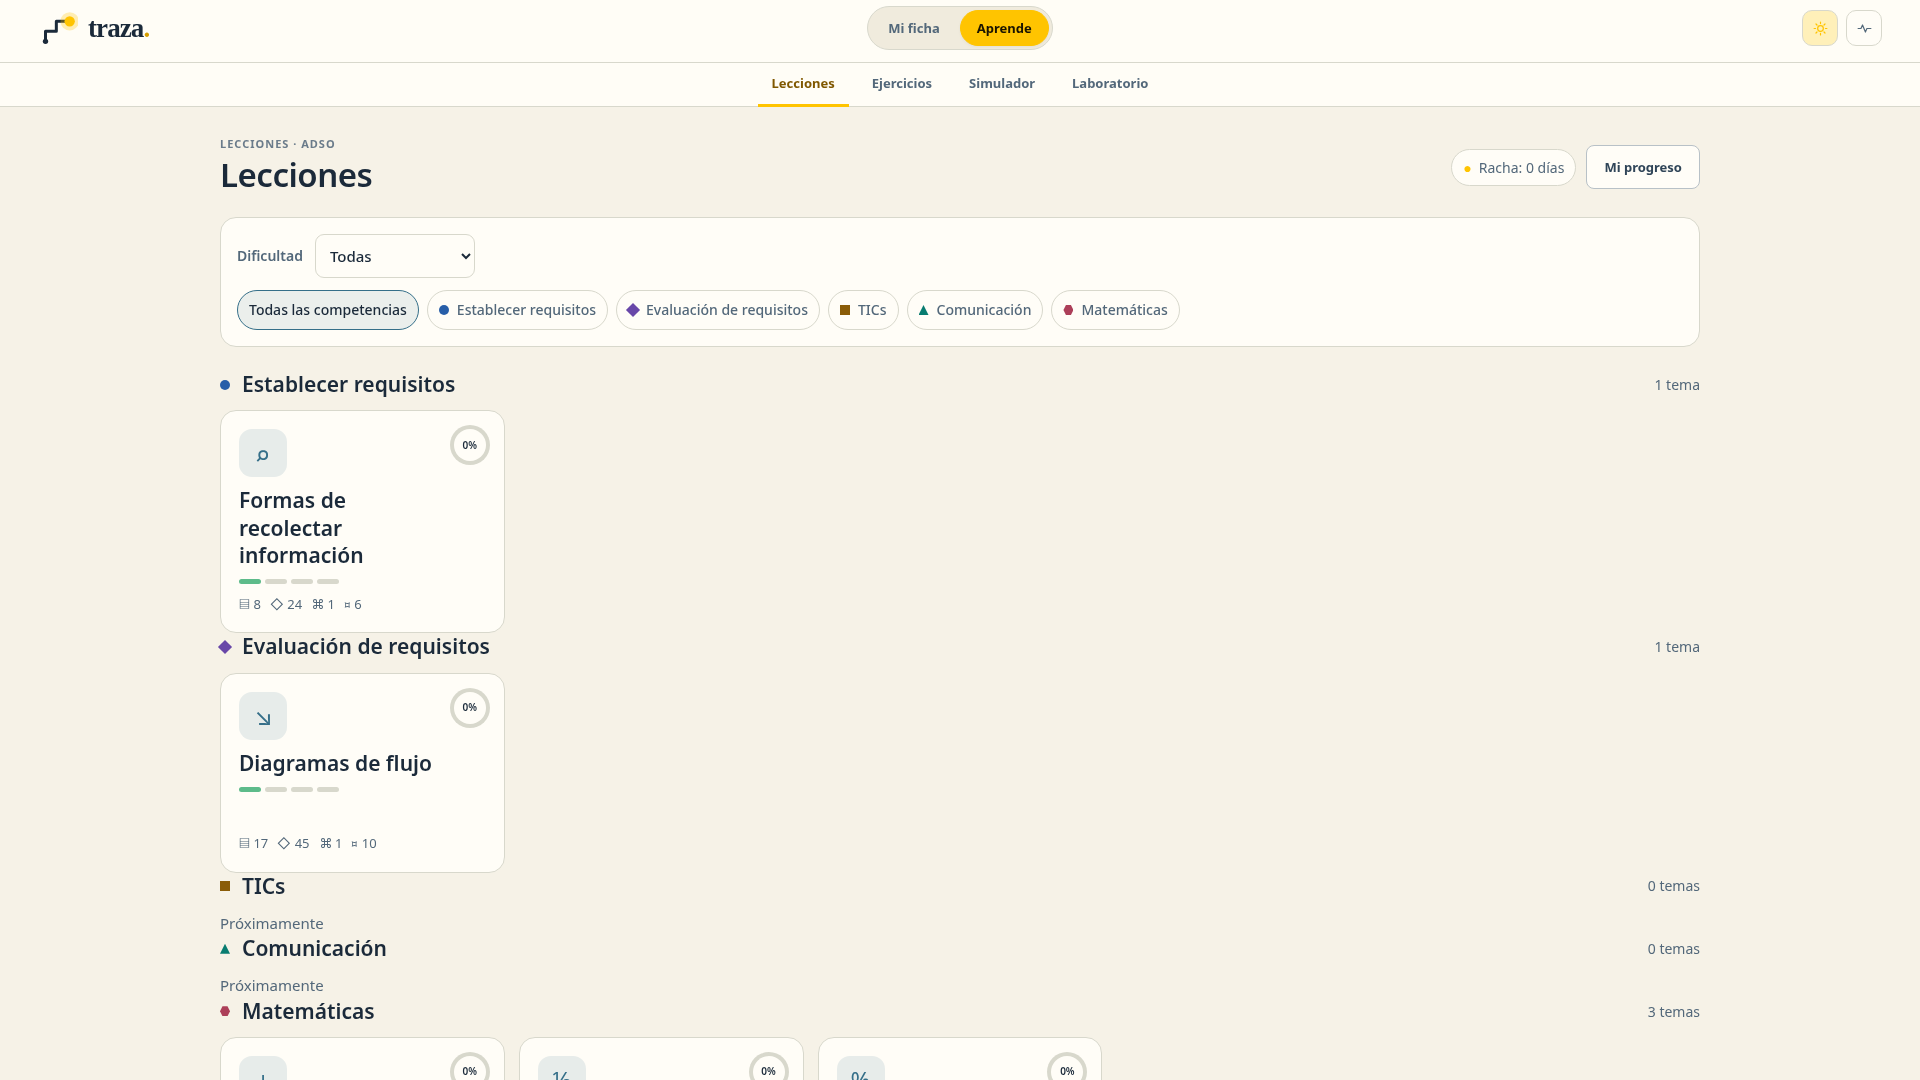 traza.
Mi ficha
Aprende
Lecciones
Ejercicios
Simulador
Laboratorio
LECCIONES · ADSO
Lecciones
Racha: 0 días
Mi progreso
Dificultad
Todas
Todas las competencias
Establecer requisitos
Evaluación de requisitos
TICs
Comunicación
Matemáticas
Establecer requisitos
1 tema
0%
Formas de
recolectar
información
8 24 ⌘ 1 ¤ 6
Evaluación de requisitos
1 tema
0%
Diagramas de flujo
17 45 ⌘ 1 ¤ 10
TICs
0 temas
Próximamente
Comunicación
0 temas
Próximamente
Matemáticas
3 temas
0%
0%
0%